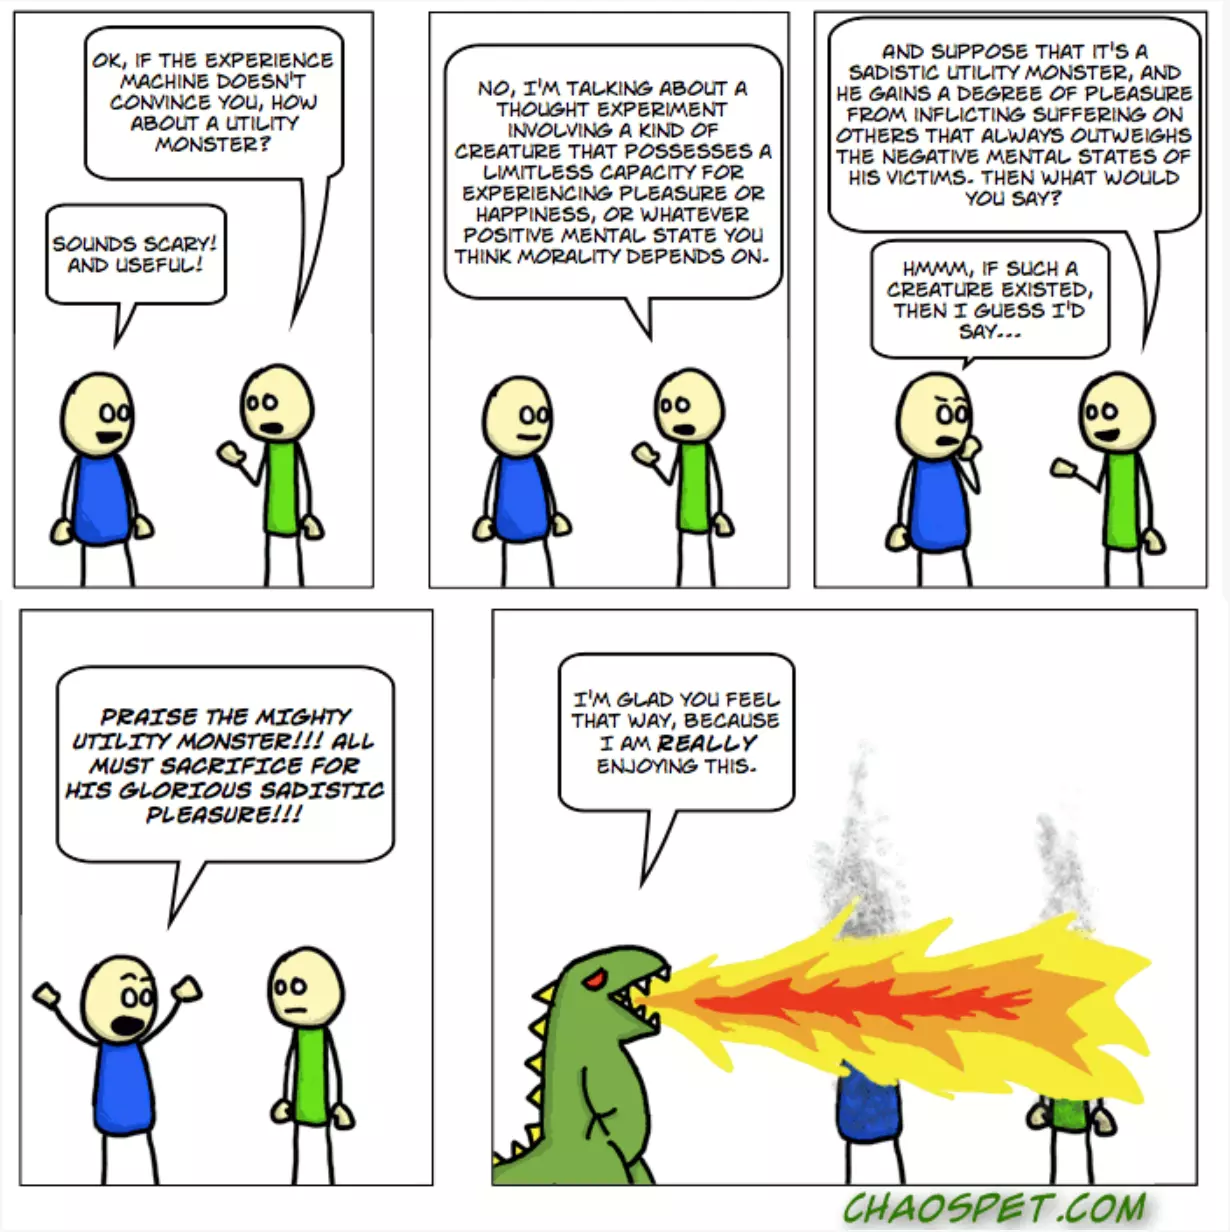 OK, IF THE EXPERIENCE
MACHINE DOESN'T
CONVINCE YOU, HOW
ABOUT A UTILITY
MONSTER?
SOUNDS SCARY!
AND USEFUL!
NO, I'M TALKING ABOUT A
THOUGHT EXPERIMENT
INVOLVING A KIND OF
CREATURE THAT POSSESSES A
LIMITLESS CAPACITY FOR
EXPERIENCING PLEASURE OR
HAPPINESS, OR WHATEVER
POSITIVE MENTAL STATE YOU
THINK MORALITY DEPENDS ON.
AND SUPPOSE THAT IT'S A
SADISTIC UTILITY MONSTER, AND
HE GAINS A DEGREE OF PLEASURE
FROM INFLICTING SUFFERING ON
OTHERS THAT ALWAYS OUTWEIGHS
THE NEGATIVE MENTAL STATES OF
HIS VICTIMS. THEN WHAT WOULD
YOU SAY?
HMMM, IF SUCH A
CREATURE EXISTED,
THEN I GUESS I'D
SAY...
PRAISE THE MIGHTY
UTILITY MONSTER!!! ALL
MUST SACRIFICE FOR
HIS GLORIOUS SADISTIC
PLEASURE!!!
I'M GLAD YOU FEEL
THAT WAY, BECAUSE
I AM REALLY
ENJOYING THIS.
CHAOSPET.COM